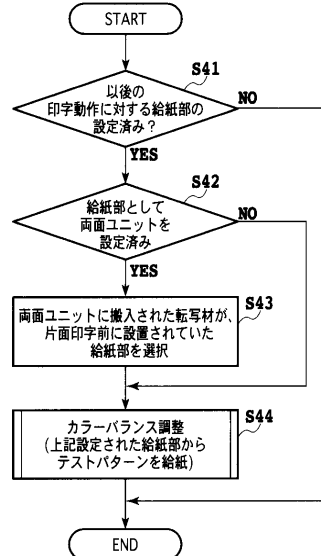 START
S41
以後の
印字動作に対する給紙部の
設定済み?
NO
YES
S42
給紙部として
両面ユニットを
設定済み
NO
YES
S43
両面ユニットに搬入された転写材が、
片面印字前に設置されていた
給紙部を選択
S44
カラーバランス調整
(上記設定された給紙部から
テストパターンを給紙)
END